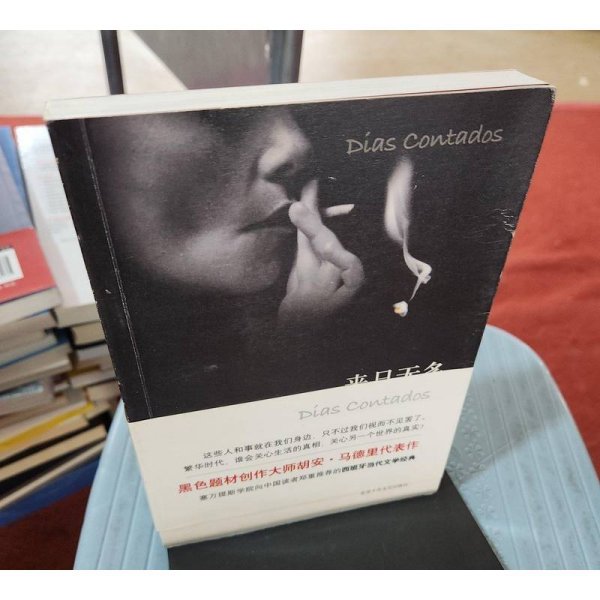 Días Contados
来日无多
Días Contados
这些人和事就在我们身边，只不过我们视而不见罢了。
繁华时代，谁会关心生活的真相，关心另一个世界的真实？
黑色题材创作大师胡安·马德里代表作
塞万提斯学院向中国读者郑重推荐的西班牙当代文学经典